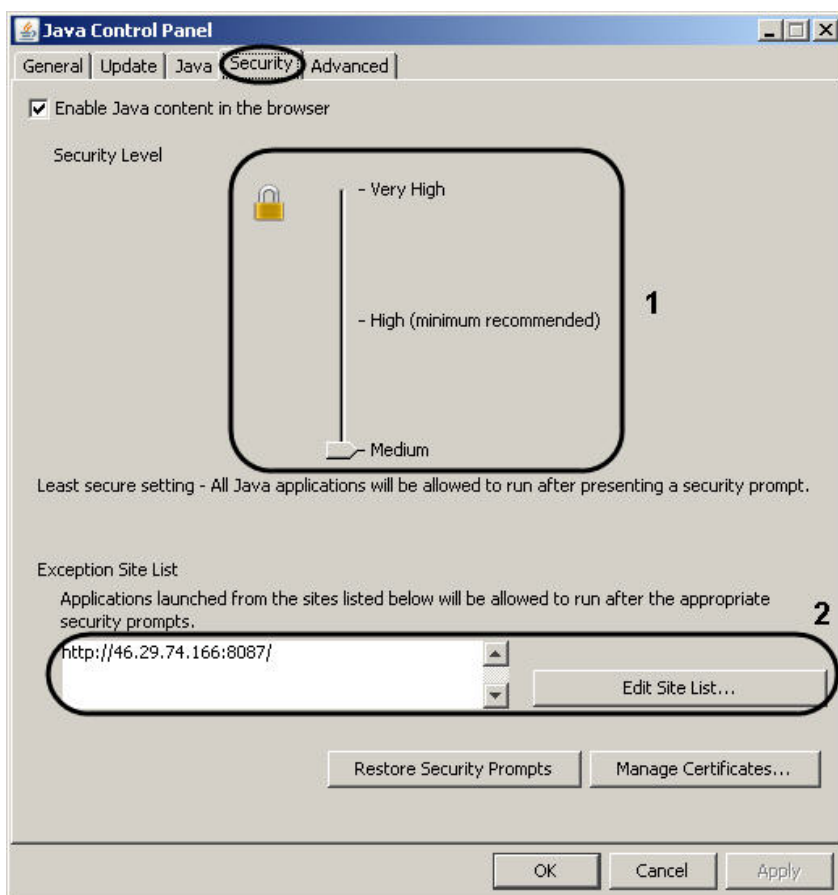 Java Control Panel
General Update Java Security Advanced
Enable Java content in the browser
Security Level
- Very High
- High (minimum recommended)
1
- Medium
Least secure setting - All Java applications will be allowed to run after presenting a security prompt.
Exception Site List
Applications launched from the sites listed below will be allowed to run after the appropriate
security prompts.
2
http://46.29.74.166:8087/
Edit Site List...
Restore Security Prompts Manage Certificates...
OK Cancel Apply